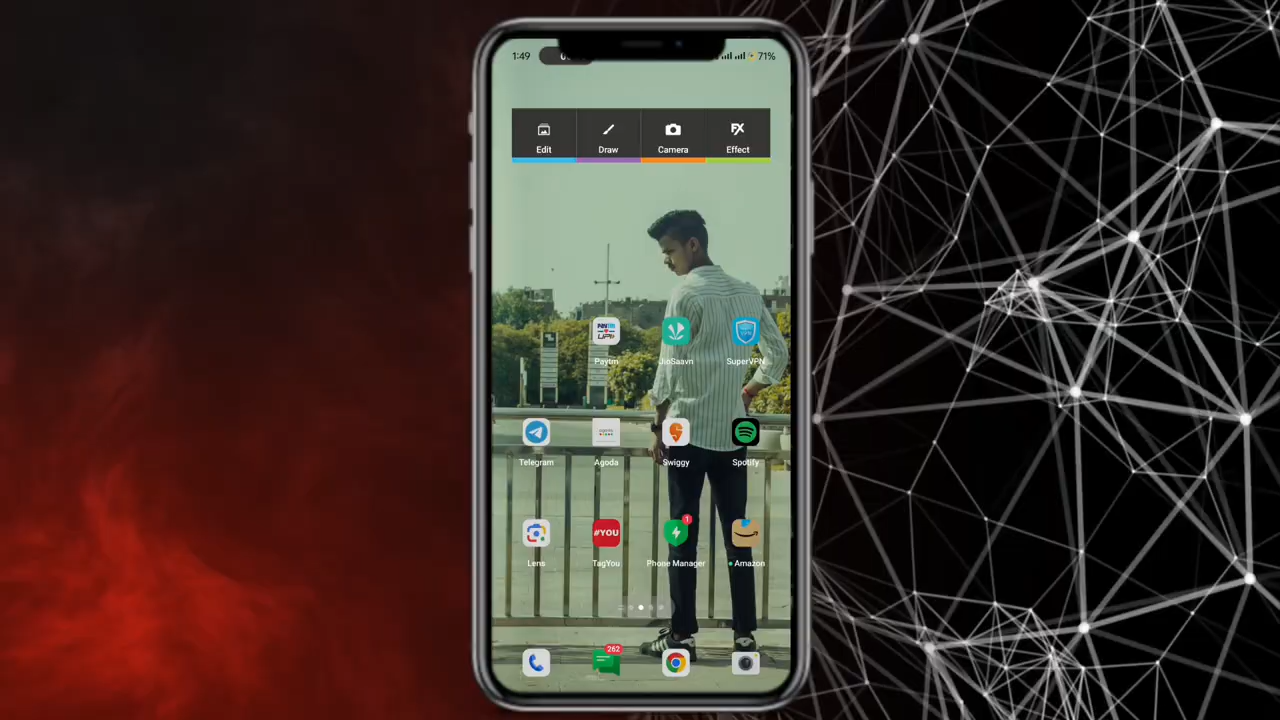 1:49 71%
Edit Draw Camera Effect
Paytm JioSaavn SuperVPN
Telegram Agoda Swiggy Spotify
#YOU 1
Lens TagYou Phone Manager Amazon
262